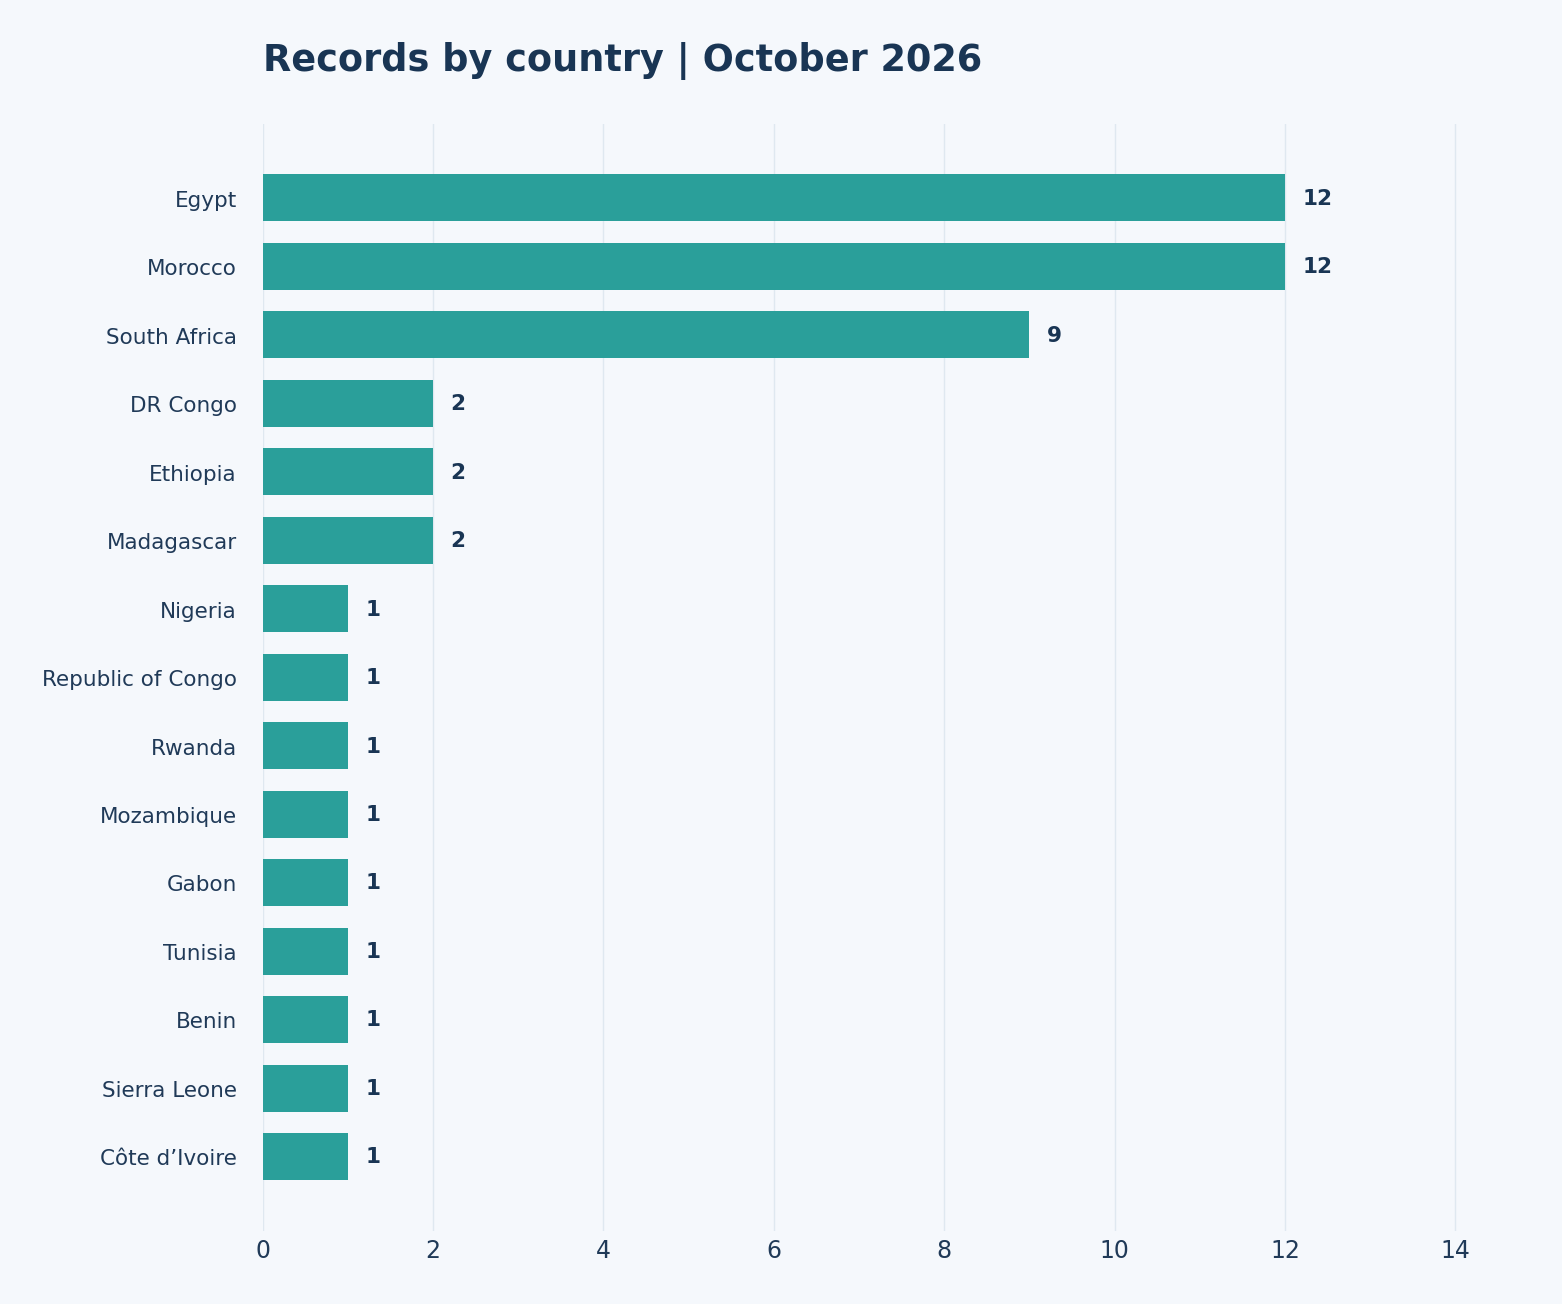 Records by country | October 2026
Egypt 12
Morocco 12
South Africa 9
DR Congo 2
Ethiopia 2
Madagascar 2
Nigeria 1
Republic of Congo 1
Rwanda 1
Mozambique 1
Gabon 1
Tunisia 1
Benin 1
Sierra Leone 1
Côte d’Ivoire 1
0 2 4 6 8 10 12 14